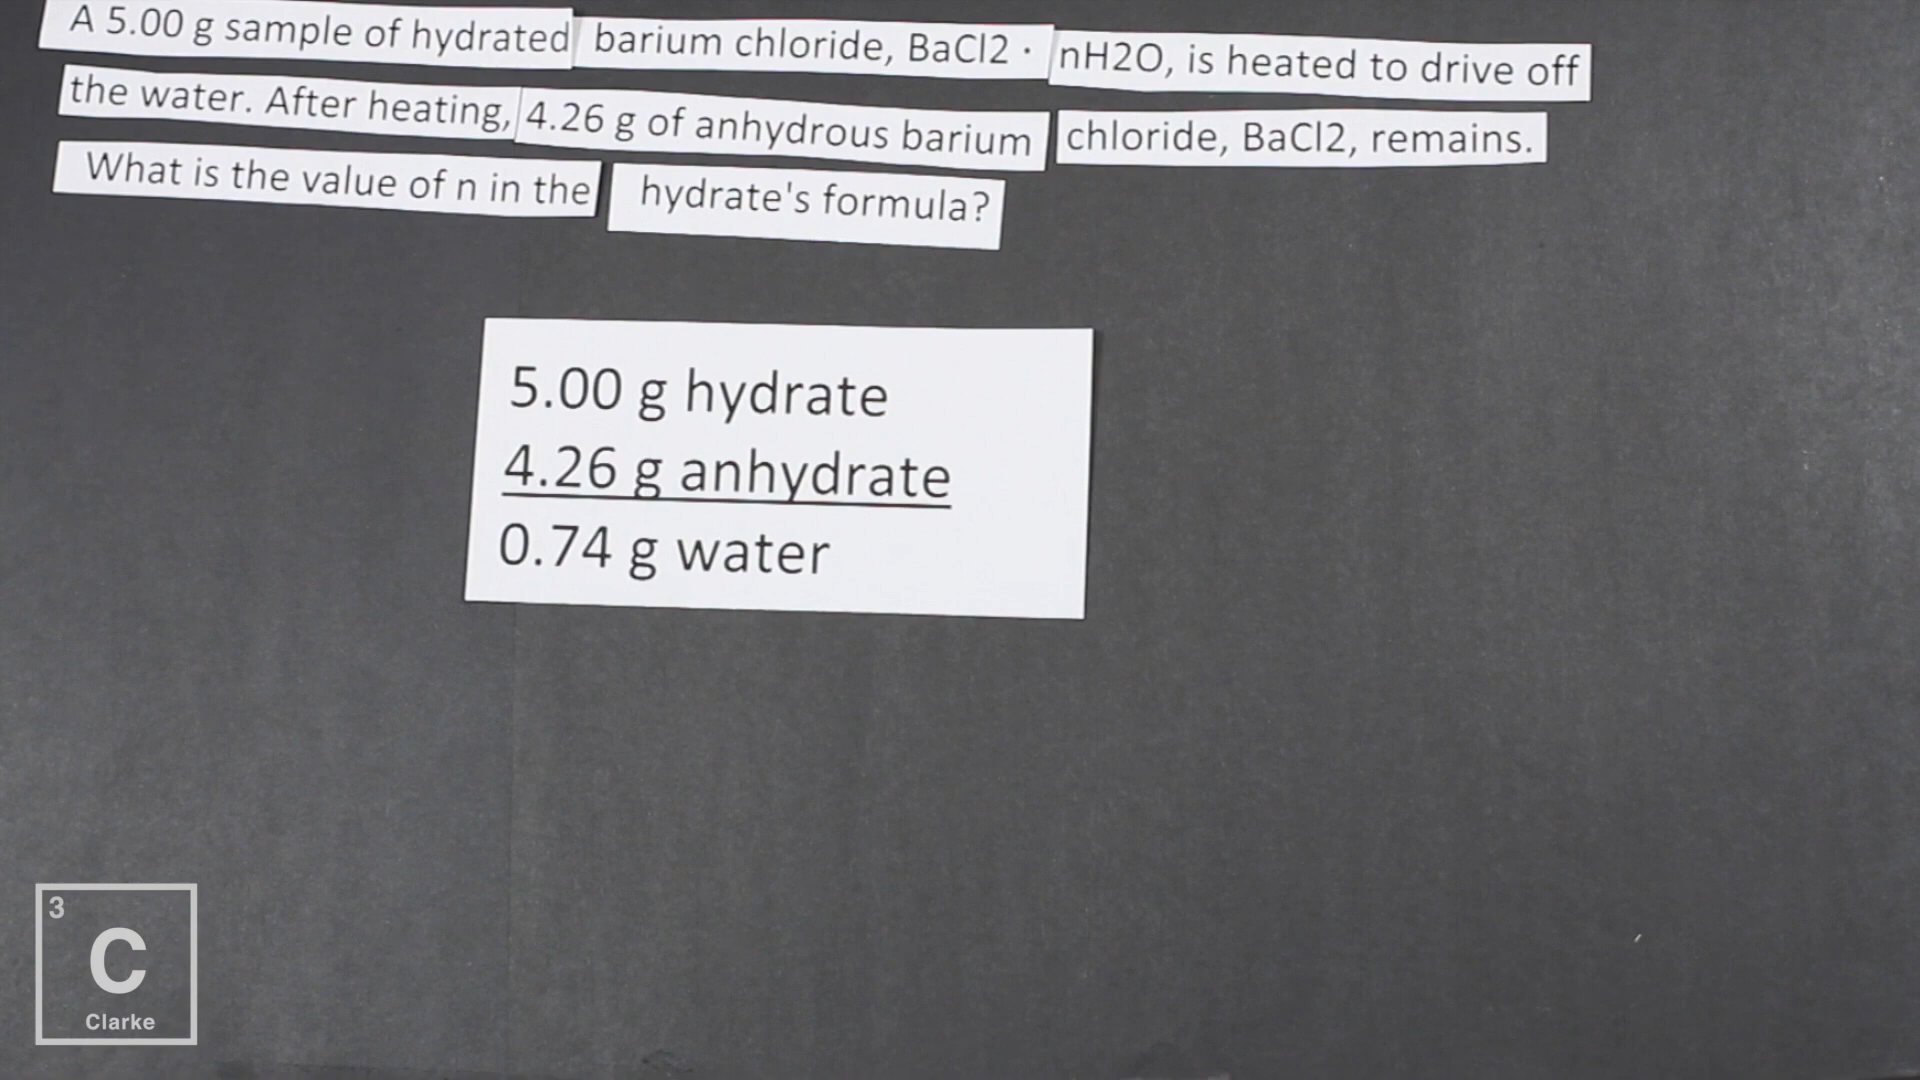 A 5.00 g sample of hydrated barium chloride, BaCl2 · nH2O, is heated to drive off
the water. After heating, 4.26 g of anhydrous barium chloride, BaCl2, remains.
What is the value of n in the hydrate's formula?
5.00 g hydrate
4.26 g anhydrate
0.74 g water
3
C
Clarke